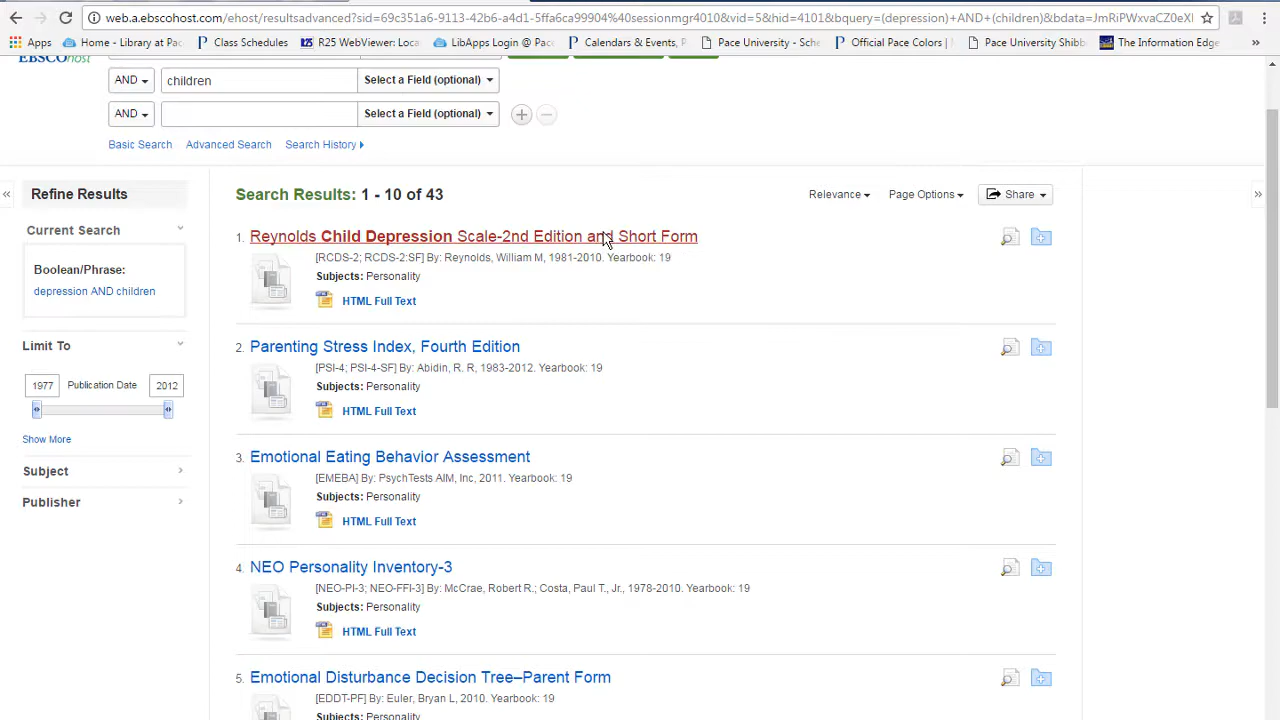 web.a.ebscohost.com/ehost/resultsadvanced?sid=69c351a6-9113-42b6-a4d1-5ffa6ca99904%40sessionmgr4010&vid=5&hid=4101&bquery=(depression)+AND+(children)&bdata=JmRiPWxvaCZ0eXl
Apps Home - Library at Pac Class Schedules R25 WebViewer: Log LibApps Login @ Pace Calendars & Events, P Pace University - Sche Official Pace Colors | Pace University Shibb The Information Edge »
EBSCOhost
AND children Select a Field (optional)
AND Select a Field (optional)
Basic Search Advanced Search Search History
« Refine Results
Current Search
Boolean/Phrase:
depression AND children
Limit To
1977 Publication Date 2012
Show More
Subject
Publisher
Search Results: 1 - 10 of 43 Relevance Page Options Share »
1. Reynolds Child Depression Scale-2nd Edition and Short Form
[RCDS-2; RCDS-2:SF] By: Reynolds, William M, 1981-2010. Yearbook: 19
Subjects: Personality
HTML Full Text
2. Parenting Stress Index, Fourth Edition
[PSI-4; PSI-4-SF] By: Abidin, R. R, 1983-2012. Yearbook: 19
Subjects: Personality
HTML Full Text
3. Emotional Eating Behavior Assessment
[EMEBA] By: PsychTests AIM, Inc, 2011. Yearbook: 19
Subjects: Personality
HTML Full Text
4. NEO Personality Inventory-3
[NEO-PI-3; NEO-FFI-3] By: McCrae, Robert R.; Costa, Paul T., Jr., 1978-2010. Yearbook: 19
Subjects: Personality
HTML Full Text
5. Emotional Disturbance Decision Tree–Parent Form
[EDDT-PF] By: Euler, Bryan L, 2010. Yearbook: 19
Subjects: Personality